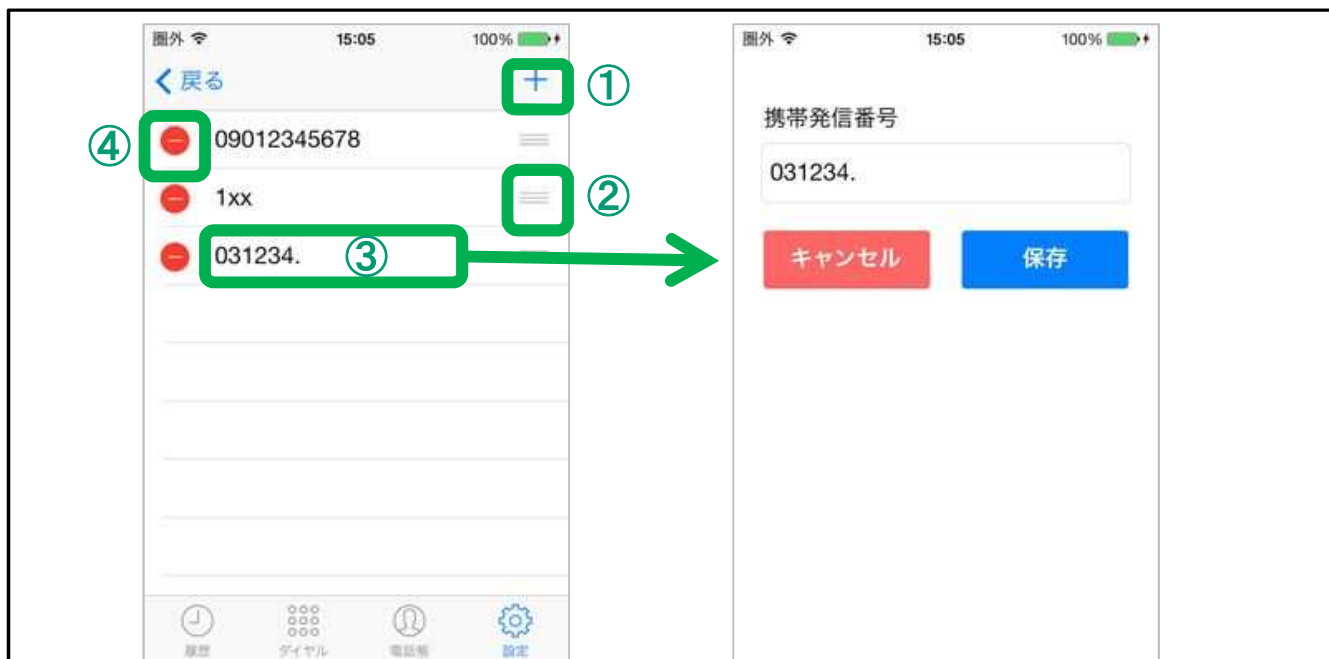 圏外 15:05 100%
戻る + ①
④ 09012345678
1xx ②
031234. ③
履歴 ダイヤル 電話帳 設定
圏外 15:05 100%
携帯発信番号
031234.
キャンセル 保存